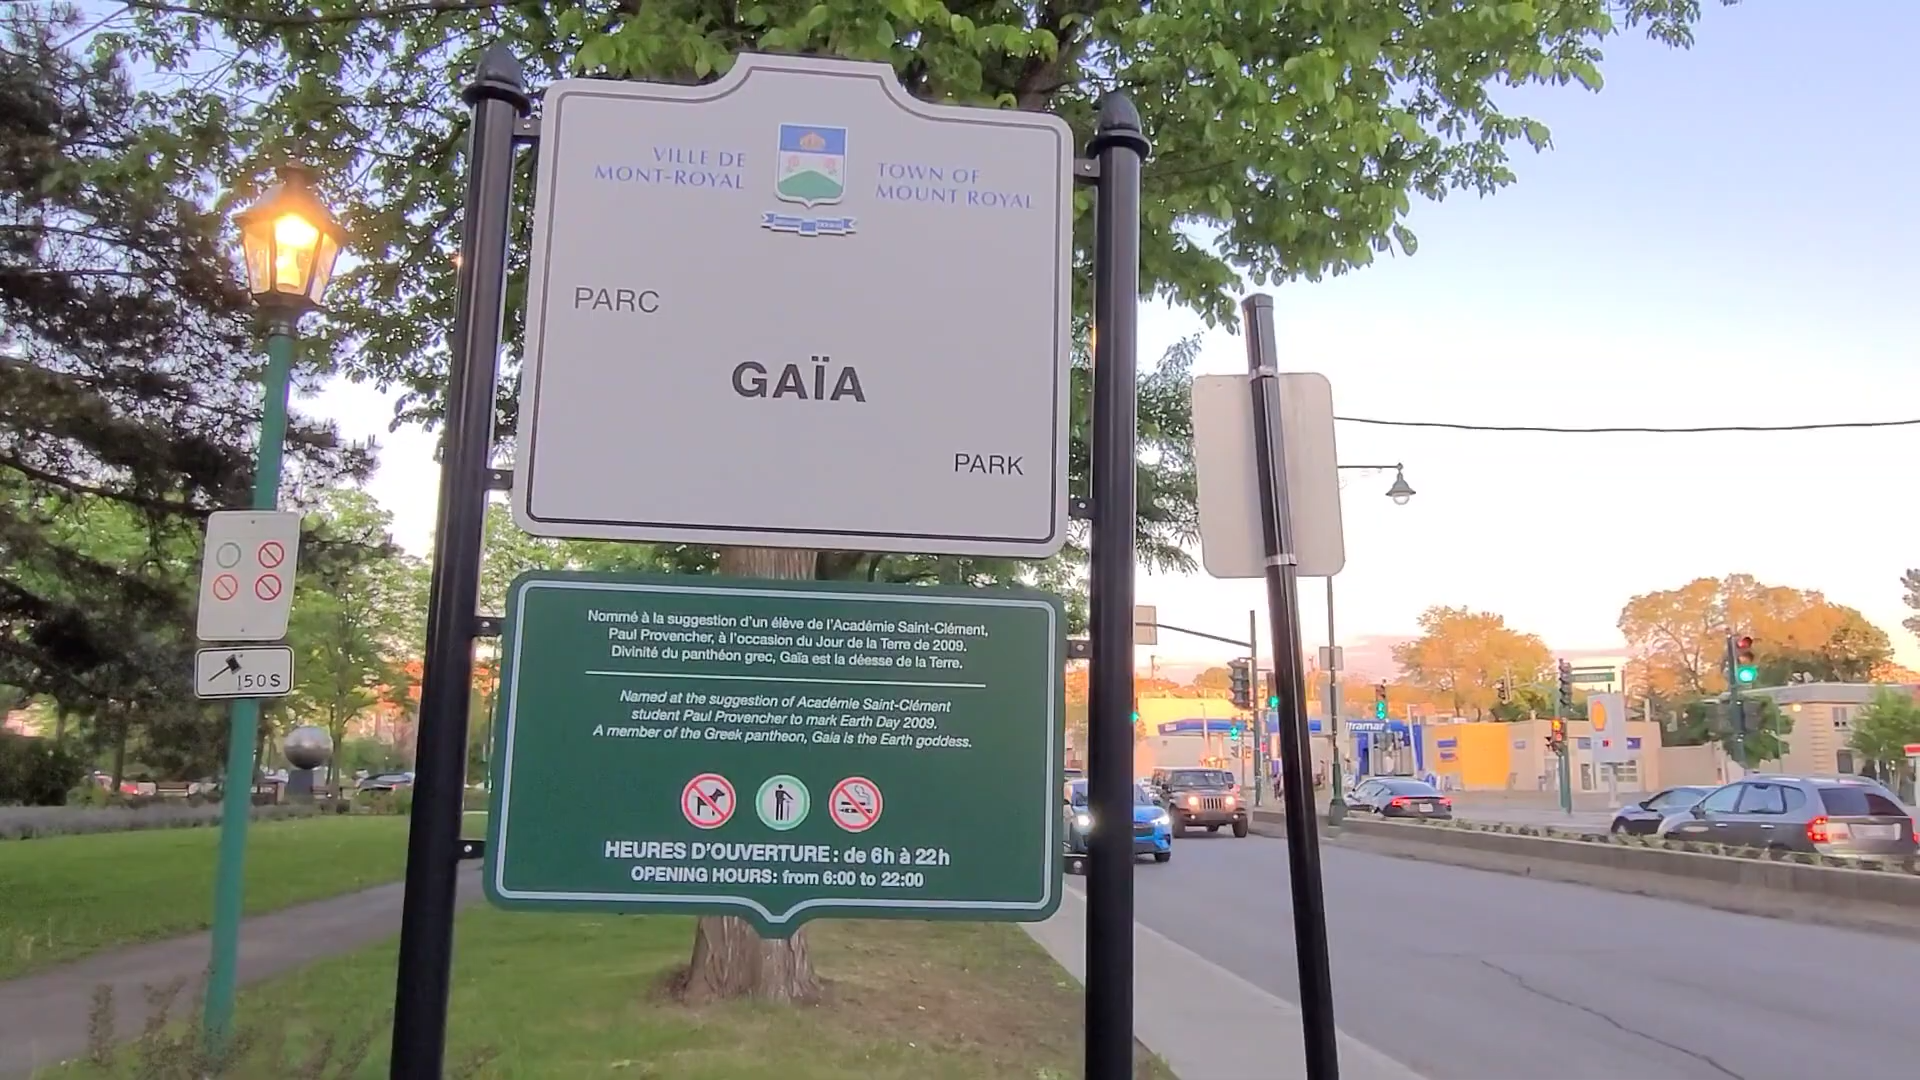 VILLE DE
MONT-ROYAL
TOWN OF
MOUNT ROYAL
PARC
GAÏA
PARK
Nommé à la suggestion d'un élève de l'Académie Saint-Clément,
Paul Provencher, à l'occasion du Jour de la Terre de 2009.
Divinité du panthéon grec, Gaïa est la déesse de la Terre.
Named at the suggestion of Académie Saint-Clément
student Paul Provencher to mark Earth Day 2009.
A member of the Greek pantheon, Gaia is the Earth goddess.
HEURES D'OUVERTURE : de 6h à 22h
OPENING HOURS: from 6:00 to 22:00
150 S